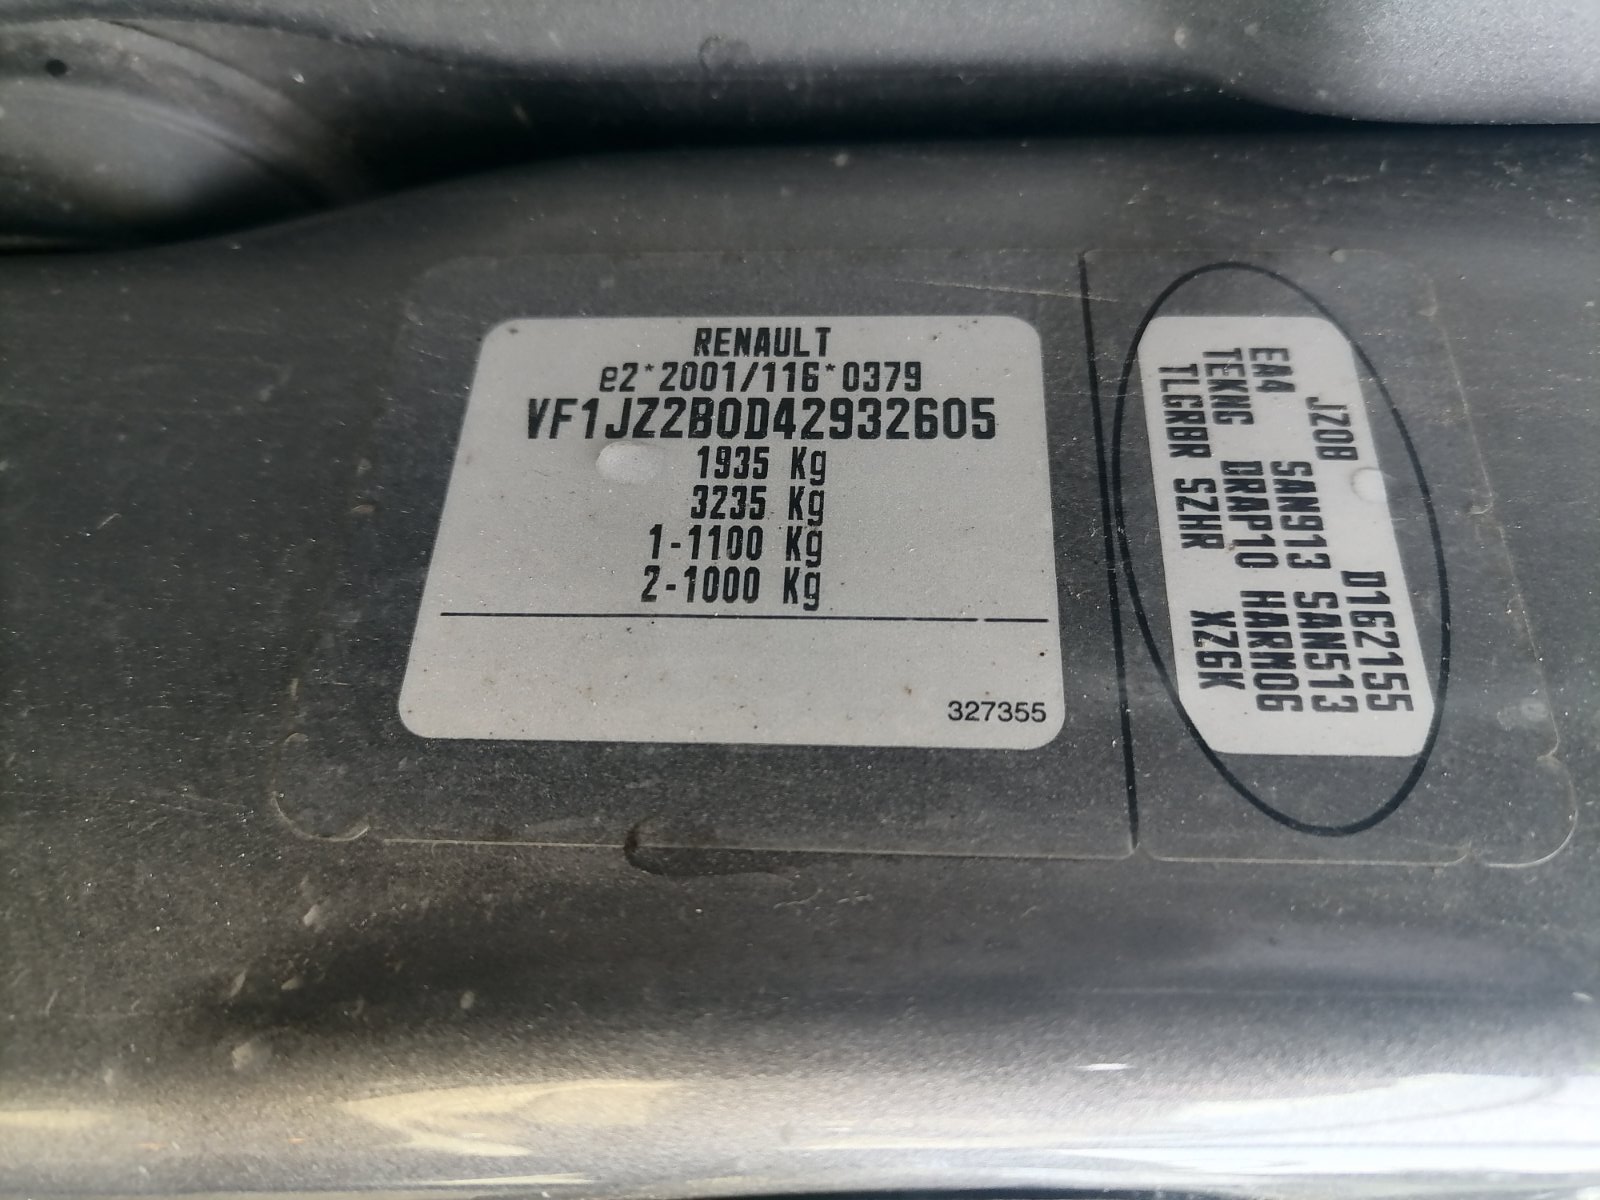 RENAULT
e2*2001/116*0379
VF1JZ2B0D42932605
1935 Kg
3235 Kg
1-1100 Kg
2-1000 Kg
327355
JZ0B D162155
EA4 SAN913 SAN513
TEKNG DRAP10 HARM06
TLGRBR SZHR XZ6K